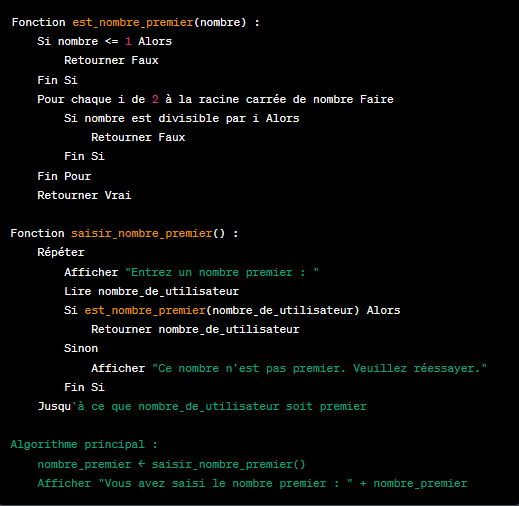 Fonction est_nombre_premier(nombre) :
    Si nombre <= 1 Alors
        Retourner Faux
    Fin Si
    Pour chaque i de 2 à la racine carrée de nombre Faire
        Si nombre est divisible par i Alors
            Retourner Faux
        Fin Si
    Fin Pour
    Retourner Vrai

Fonction saisir_nombre_premier() :
    Répéter
        Afficher "Entrez un nombre premier : "
        Lire nombre_de_utilisateur
        Si est_nombre_premier(nombre_de_utilisateur) Alors
            Retourner nombre_de_utilisateur
        Sinon
            Afficher "Ce nombre n'est pas premier. Veuillez réessayer."
        Fin Si
    Jusqu'à ce que nombre_de_utilisateur soit premier

Algorithme principal :
    nombre_premier ← saisir_nombre_premier()
    Afficher "Vous avez saisi le nombre premier : " + nombre_premier